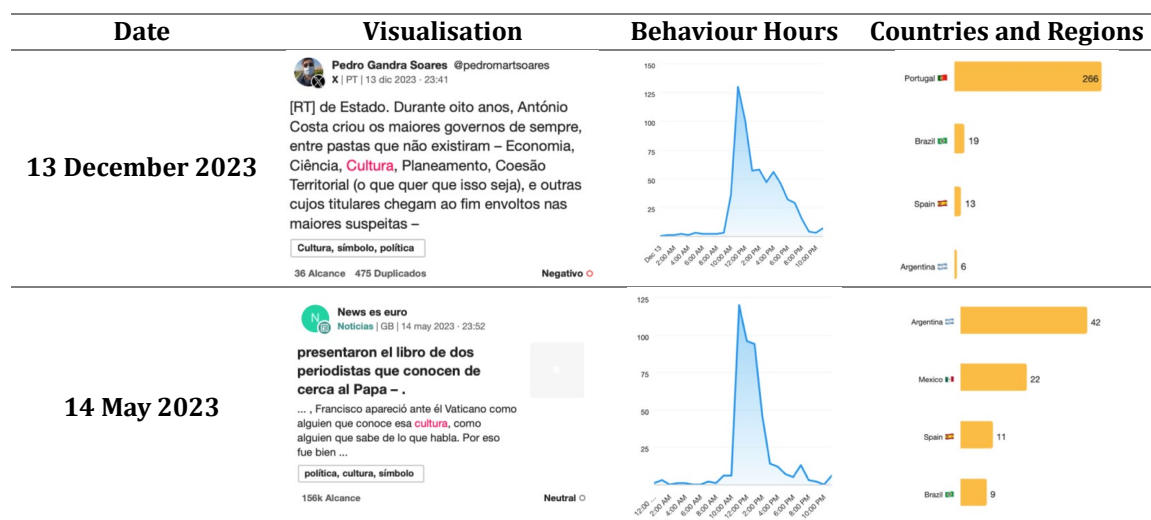 Date Visualisation Behaviour Hours Countries and Regions
13 December 2023
Pedro Gandra Soares @pedromartsoares
X | PT | 13 dic 2023 - 23:41
[RT] de Estado. Durante oito anos, António
Costa criou os maiores governos de sempre,
entre pastas que não existiram – Economia,
Ciência, Cultura, Planeamento, Coesão
Territorial (o que quer que isso seja), e outras
cujos titulares chegam ao fim envoltos nas
maiores suspeitas –
Cultura, símbolo, política
36 Alcance 475 Duplicados Negativo
150
125
100
75
50
25
Dec 13 2:00 AM 4:00 AM 6:00 AM 8:00 AM 10:00 AM 12:00 PM 2:00 PM 4:00 PM 6:00 PM 8:00 PM 10:00 PM
Portugal 266
Brazil 19
Spain 13
Argentina 6
14 May 2023
N
News es euro
Noticias | GB | 14 may 2023 - 23:52
presentaron el libro de dos
periodistas que conocen de
cerca al Papa – .
... , Francisco apareció ante él Vaticano como
alguien que conoce esa cultura, como
alguien que sabe de lo que habla. Por eso
fue bien ...
política, cultura, símbolo
156k Alcance Neutral
125
100
75
50
25
12:00 ... 2:00 AM 4:00 AM 6:00 AM 8:00 AM 10:00 AM 12:00 PM 2:00 PM 4:00 PM 6:00 PM 8:00 PM 10:00 PM
Argentina 42
Mexico 22
Spain 11
Brazil 9